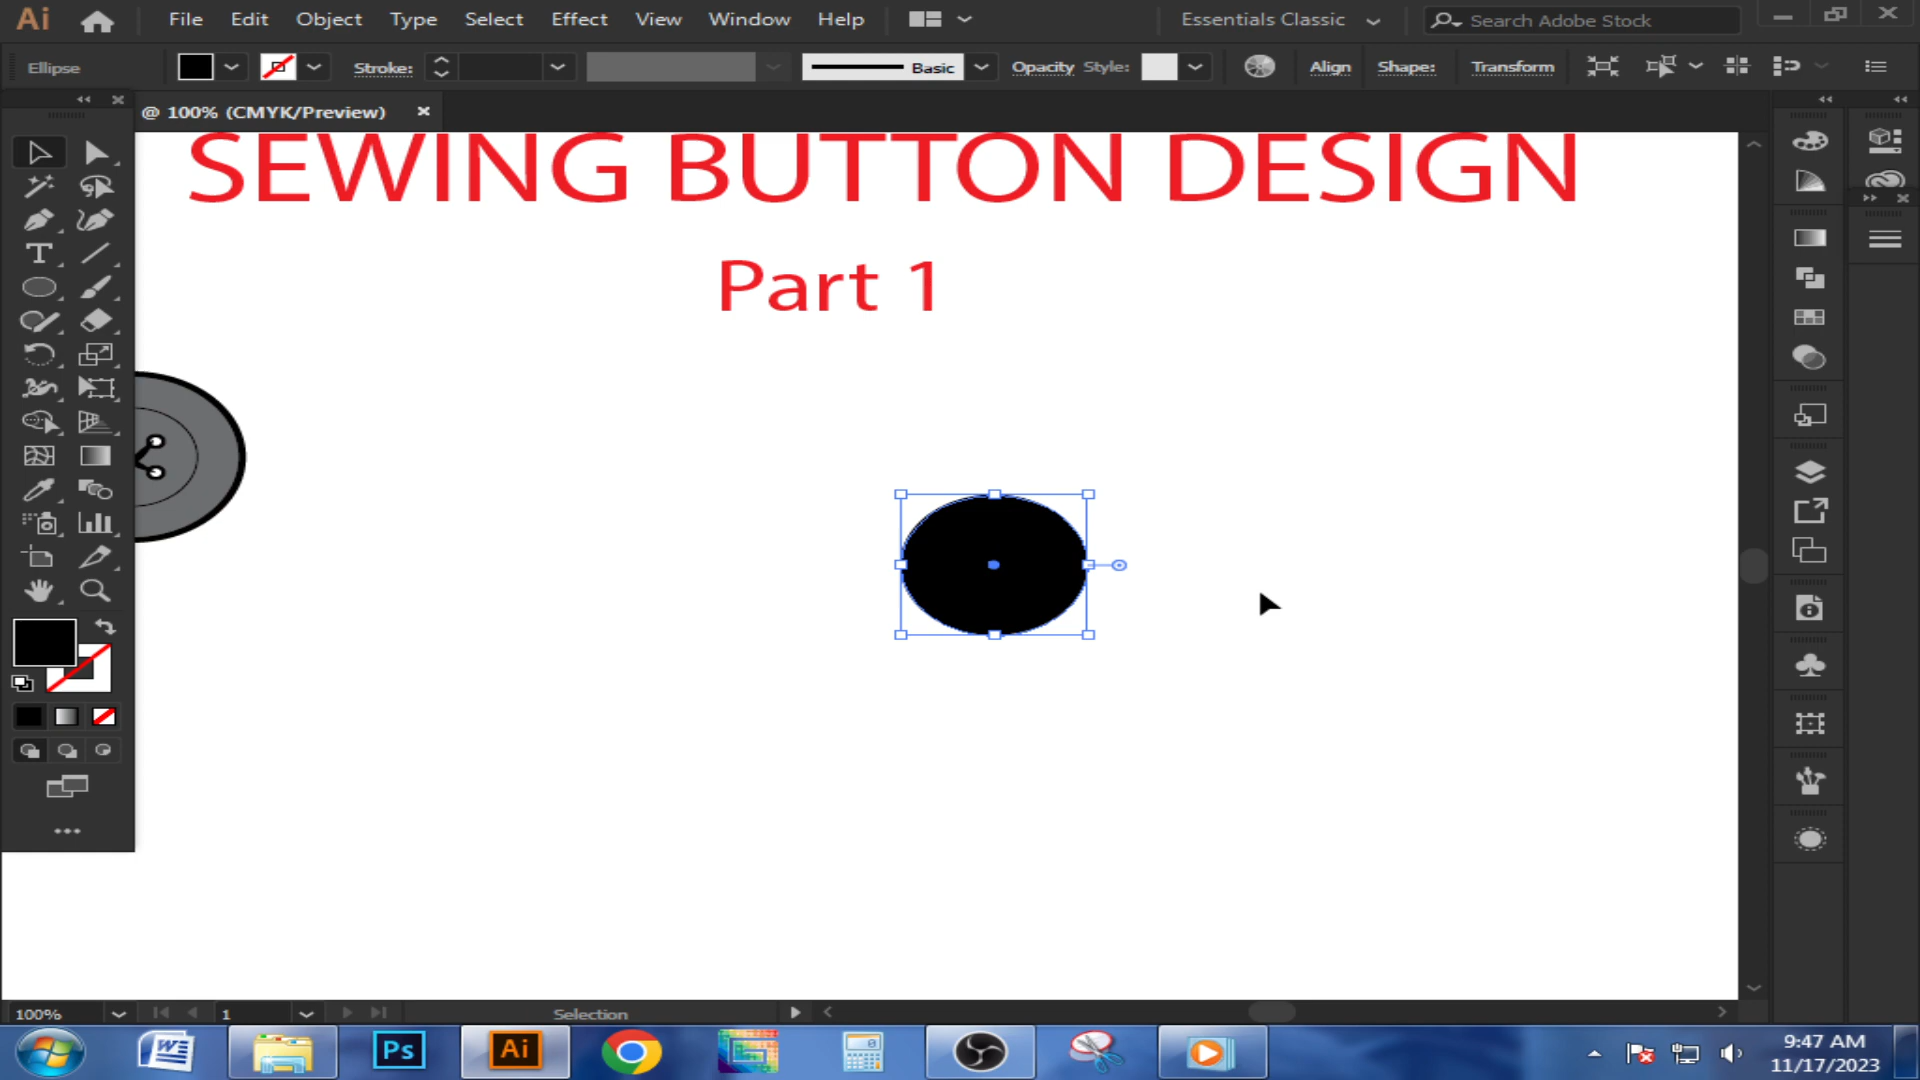 Ai File Edit Object Type Select Effect View Window Help Essentials Classic Search Adobe Stock
Ellipse Stroke: Basic Opacity Style: Align Shape: Transform
@ 100% (CMYK/Preview)
SEWING BUTTON DESIGN
Part 1
100% 1 Selection
W Ps Ai 9:47 AM
11/17/2023